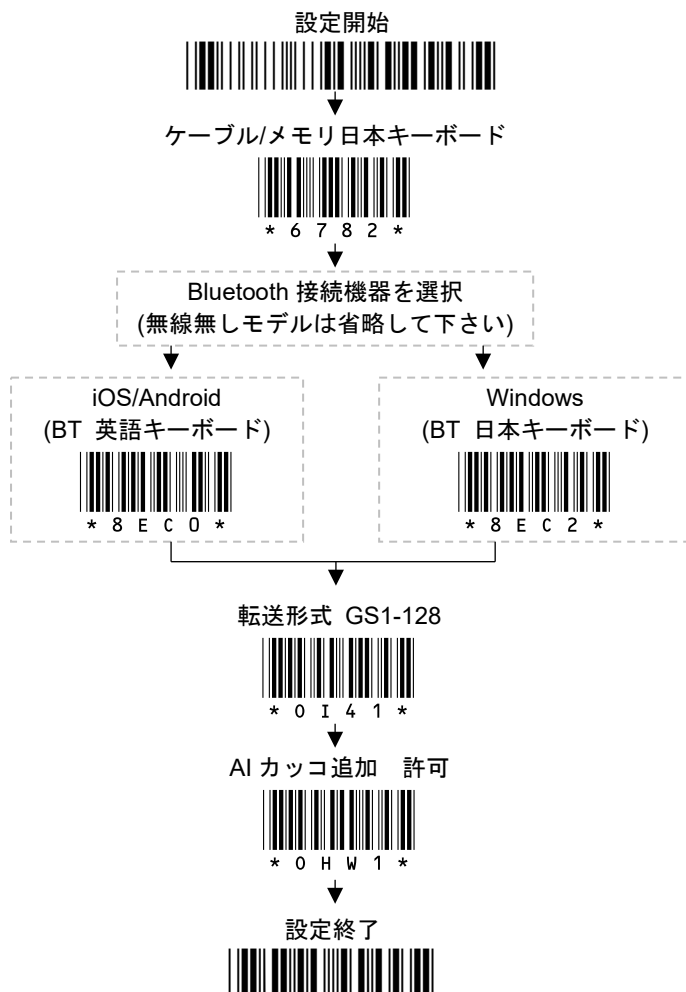 設定開始
ケーブル/メモリ日本キーボード
* 6 7 8 2 *
Bluetooth 接続機器を選択
(無線無しモデルは省略して下さい)
iOS/Android
(BT 英語キーボード)
* 8 E C 0 *
Windows
(BT 日本キーボード)
* 8 E C 2 *
転送形式 GS1-128
* 0 I 4 1 *
AI カッコ追加　許可
* 0 H W 1 *
設定終了